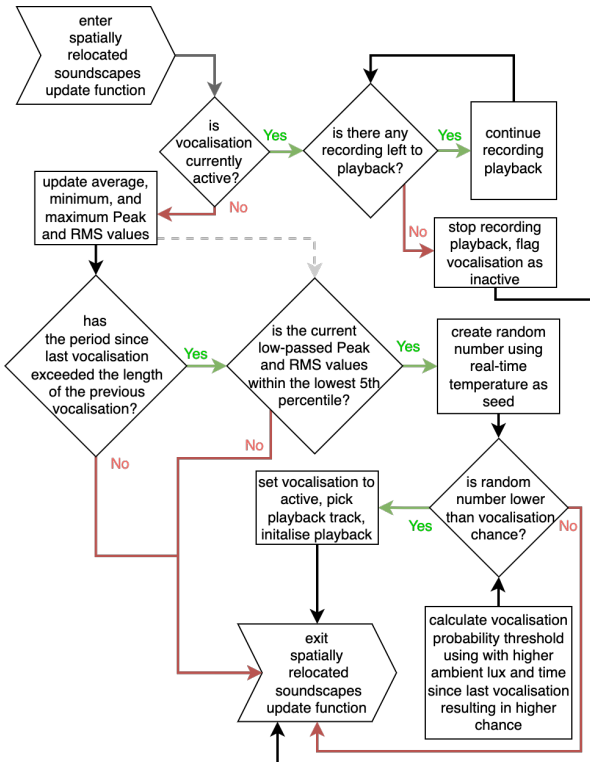 enter
spatially
relocated
soundscapes
update function
is
vocalisation
currently
active?
Yes
is there any
recording left to
playback?
Yes
continue
recording
playback
No
update average,
minimum, and
maximum Peak
and RMS values
No
stop recording
playback, flag
vocalisation as
inactive
has
the period since
last vocalisation
exceeded the length
of the previous
vocalisation?
Yes
is the current
low-passed Peak
and RMS values
within the lowest 5th
percentile?
Yes
create random
number using
real-time
temperature as
seed
No
No
set vocalisation to
active, pick
playback track,
initalise playback
Yes
is random
number lower
than vocalisation
chance?
No
exit
spatially
relocated
soundscapes
update function
calculate vocalisation
probability threshold
using with higher
ambient lux and time
since last vocalisation
resulting in higher
chance